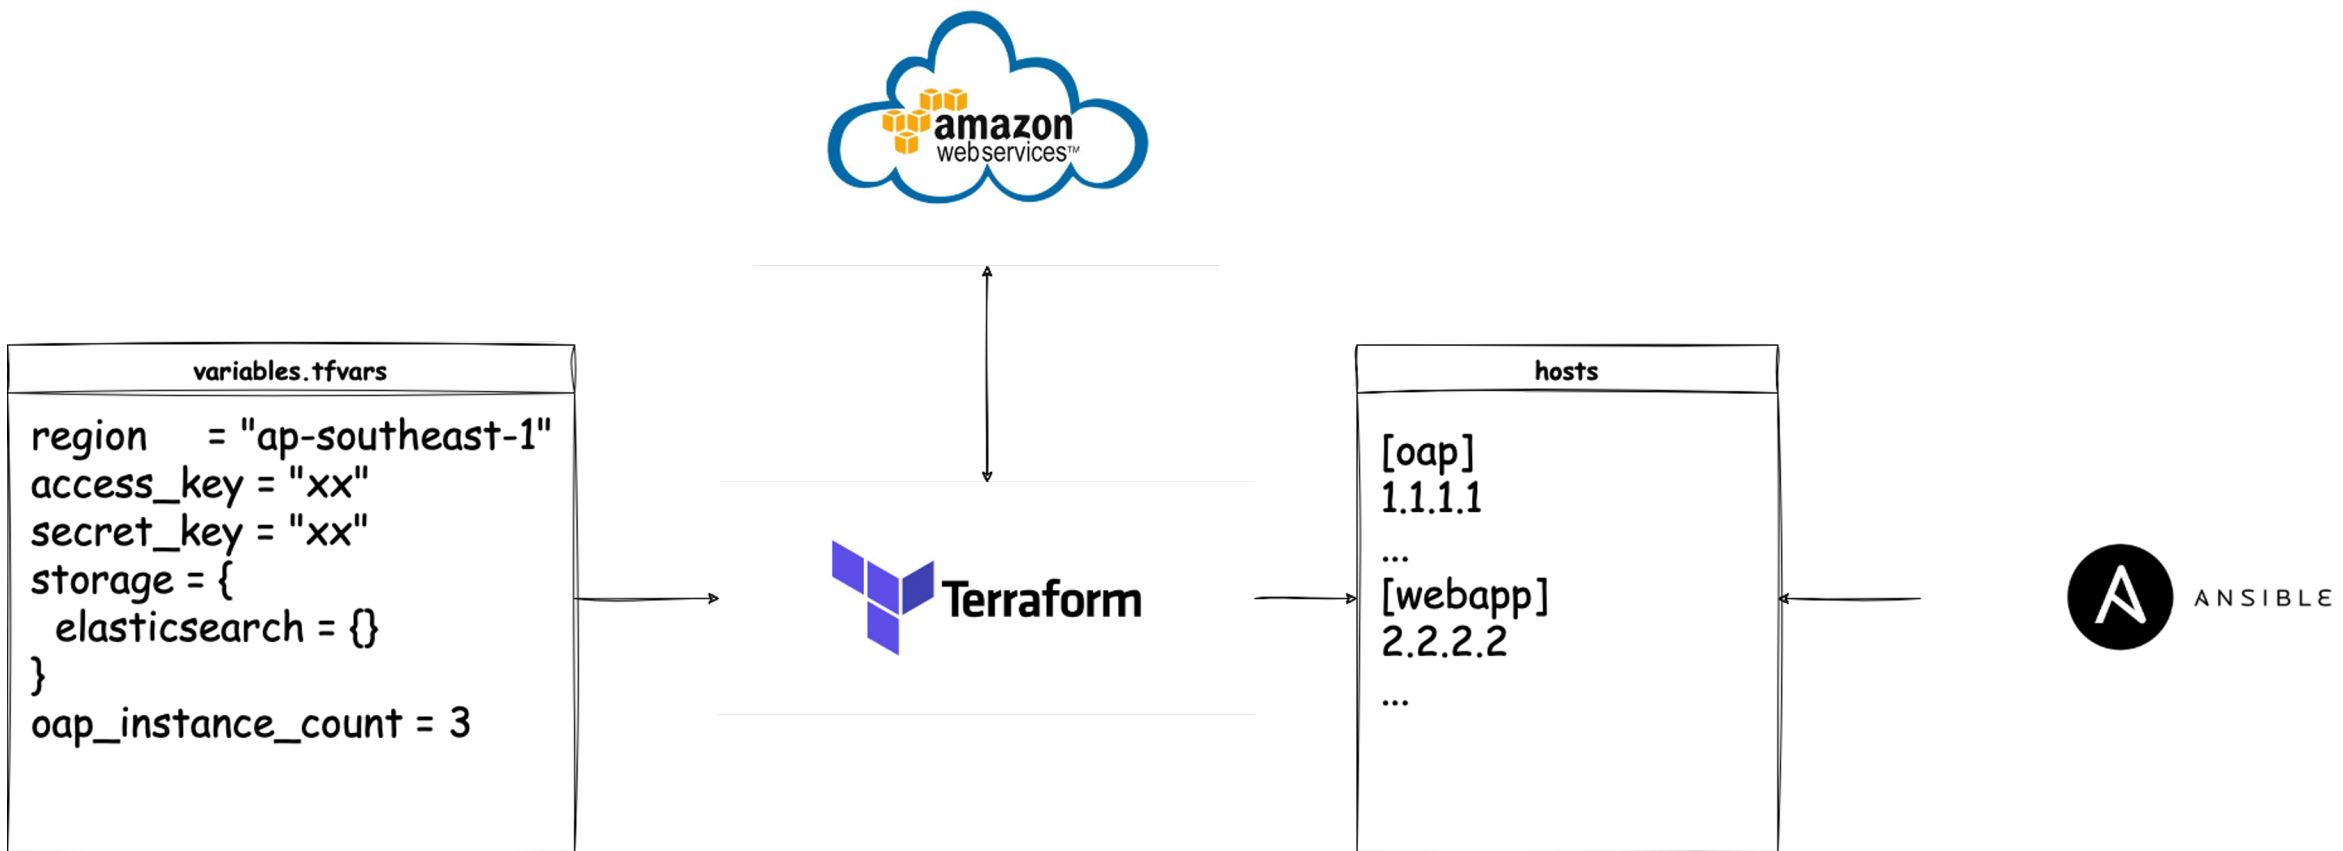 amazon
webservices™
variables.tfvars
region = "ap-southeast-1"
access_key = "xx"
secret_key = "xx"
storage = {
elasticsearch = {}
}
oap_instance_count = 3
Terraform
hosts
[oap]
1.1.1.1
...
[webapp]
2.2.2.2
...
ANSIBLE